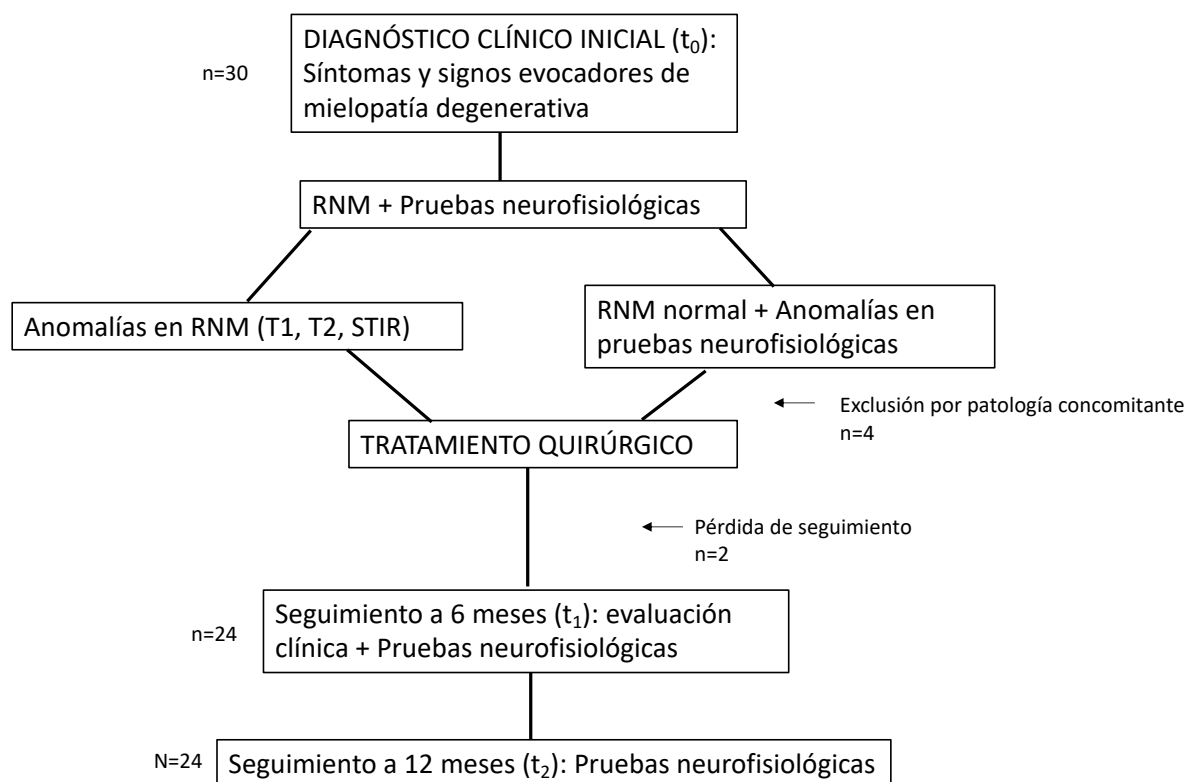 DIAGNÓSTICO CLÍNICO INICIAL (t₀):
Síntomas y signos evocadores de
mielopatía degenerativa
n=30
RNM + Pruebas neurofisiológicas
Anomalías en RNM (T1, T2, STIR)
RNM normal + Anomalías en
pruebas neurofisiológicas
Exclusión por patología concomitante
n=4
TRATAMIENTO QUIRÚRGICO
Pérdida de seguimiento
n=2
n=24
Seguimiento a 6 meses (t₁): evaluación
clínica + Pruebas neurofisiológicas
N=24
Seguimiento a 12 meses (t₂): Pruebas neurofisiológicas